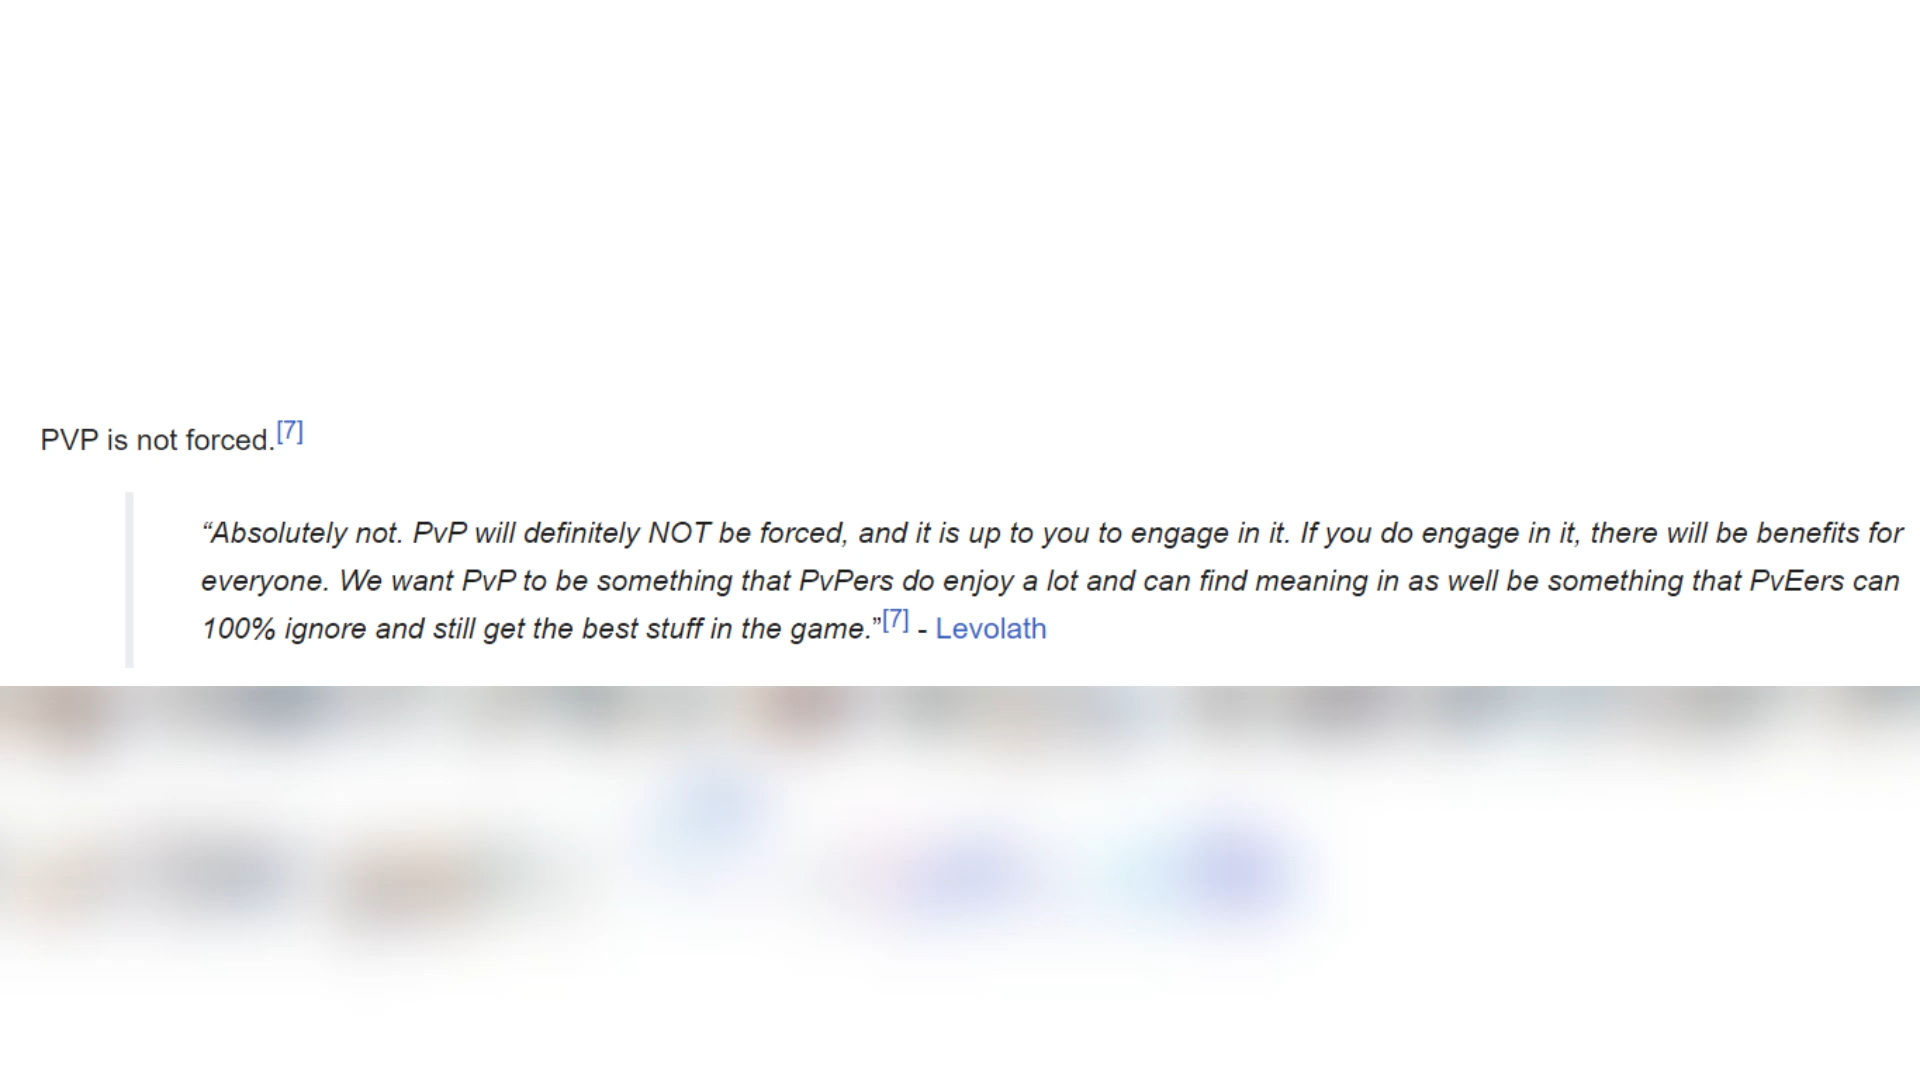 PVP is not forced.[7]
“Absolutely not. PvP will definitely NOT be forced, and it is up to you to engage in it. If you do engage in it, there will be benefits for
everyone. We want PvP to be something that PvPers do enjoy a lot and can find meaning in as well be something that PvEers can
100% ignore and still get the best stuff in the game.”[7] - Levolath